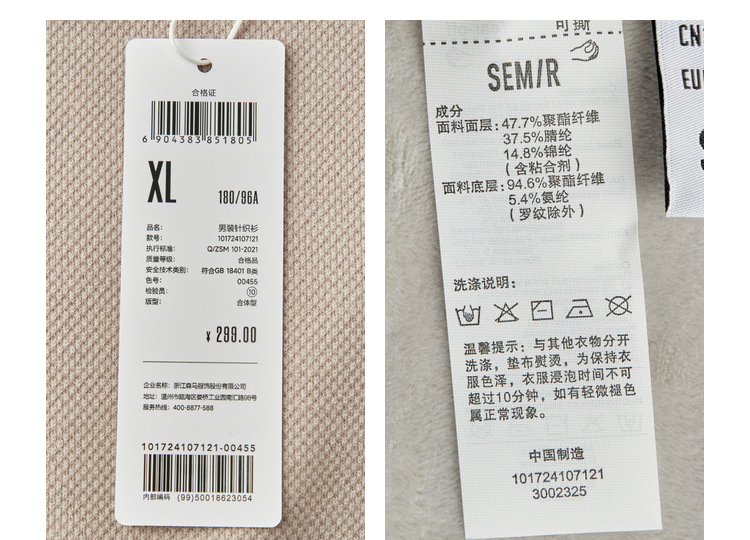 合格证
6 904383 851805
XL
180/96A
品名: 男装针织衫
款号: 101724107121
执行标准: Q/ZSM 101-2021
质量等级: 合格品
安全技术类别: 符合GB 18401 B类
色号: 00455
检验员: 10
版型: 合体型
¥ 299.00
企业名称: 浙江森马服饰股份有限公司
地址: 温州市瓯海区娄桥工业园南汇路98号
服务热线: 400-8877-588
101724107121-00455
内部编码 (99)50018623054
可撕
SEM/R
成分
面料面层:47.7%聚酯纤维
37.5%腈纶
14.8%锦纶
(含粘合剂)
面料底层:94.6%聚酯纤维
5.4%氨纶
(罗纹除外)
洗涤说明:
温馨提示:与其他衣物分开
洗涤,垫布熨烫,为保持衣
服色泽,衣服浸泡时间不可
超过10分钟,如有轻微褪色
属正常现象。
中国制造
101724107121
3002325
CN